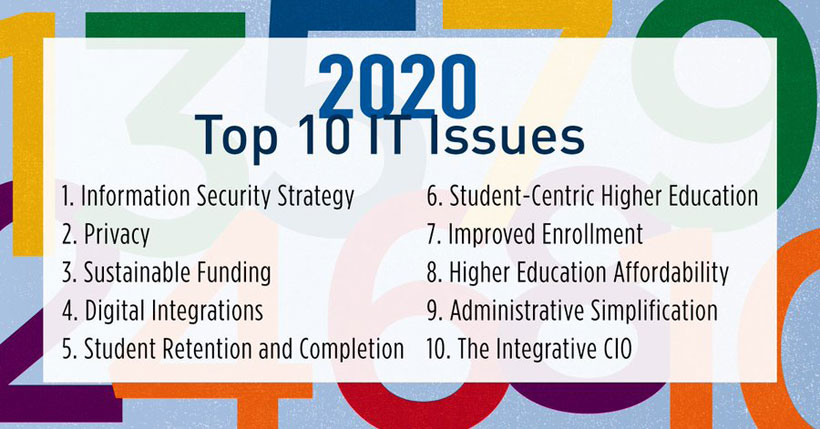 2020
Top 10 IT Issues
1. Information Security Strategy
2. Privacy
3. Sustainable Funding
4. Digital Integrations
5. Student Retention and Completion
6. Student-Centric Higher Education
7. Improved Enrollment
8. Higher Education Affordability
9. Administrative Simplification
10. The Integrative CIO